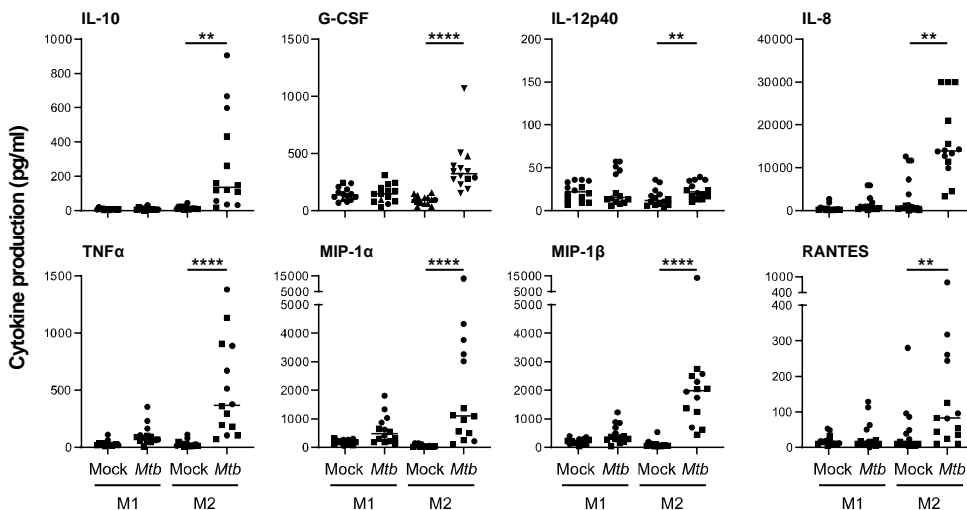 IL-10 G-CSF IL-12p40 IL-8
** **** ** **
1000 1500 200 40000
800 150 30000
600 1000 100 20000
400 500 50 10000
200
0 0 0 0
Cytokine production (pg/ml)
TNFα MIP-1α MIP-1β RANTES
**** **** **** **
1500 15000 15000 1000
10000 10000 400
5000 5000 300
1000 4000 4000
3000 3000 200
500 2000 2000 100
1000 1000
0 0 0 0
Mock Mtb Mock Mtb Mock Mtb Mock Mtb Mock Mtb Mock Mtb Mock Mtb Mock Mtb
M1 M2 M1 M2 M1 M2 M1 M2